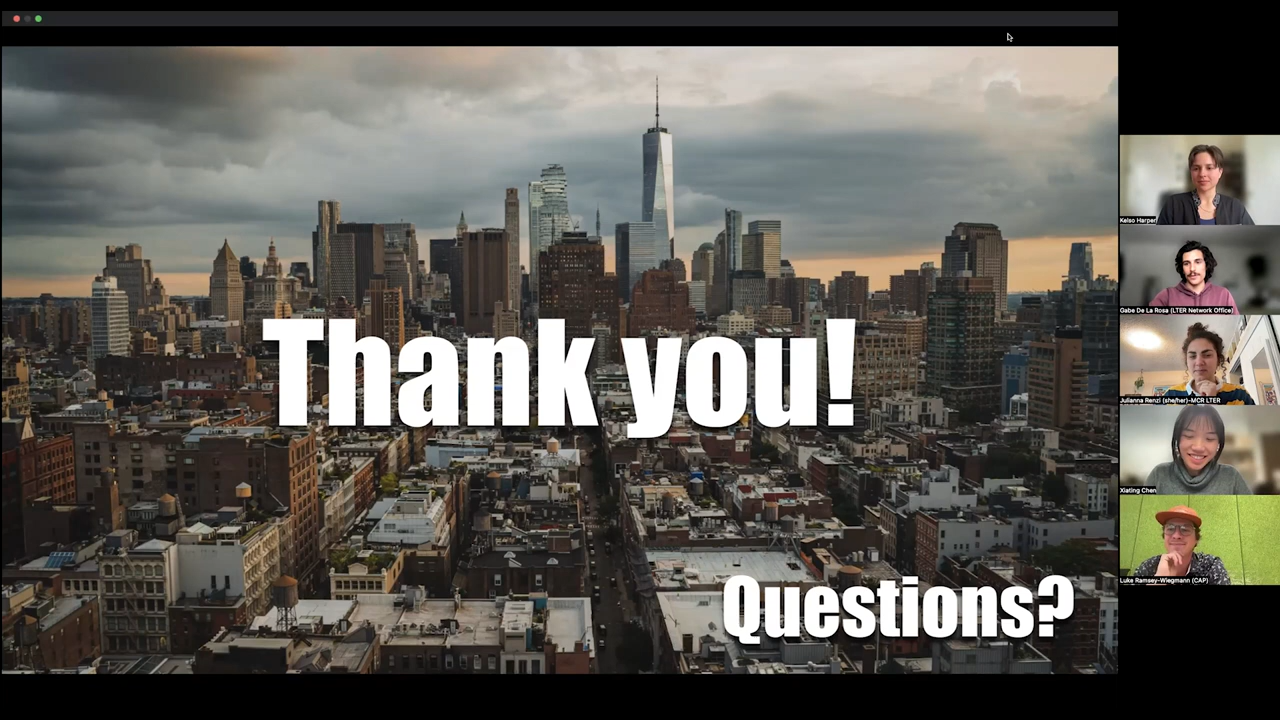 Thank you!
Questions?
Kelso Harper
Gabe De La Rosa (LTER Network Office)
Julianna Renzi (she/her)-MCR LTER
Xiating Chen
Luke Ramsey-Wiegmann (CAP)